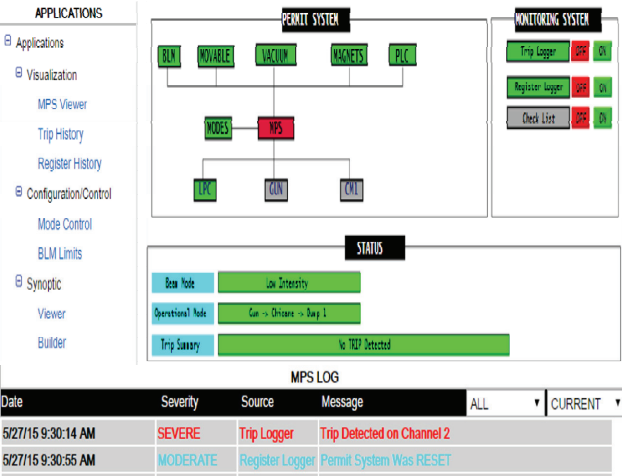 APPLICATIONS
Applications
Visualization
MPS Viewer
Trip History
Register History
Configuration/Control
Mode Control
BLM Limits
Synoptic
Viewer
Builder
PERMIT SYSTEM
BLM MOVABLE VACUUM MAGNETS PLC
MODES MPS
LPC GUN CM1
MONITORING SYSTEM
Trip Logger OFF ON
Register Logger OFF ON
Check List OFF ON
STATUS
Beam Mode Low Intensity
Operational Mode Gun -> Chicane -> Dump 1
Trip Summary No TRIP Detected
MPS LOG
Date Severity Source Message ALL CURRENT
5/27/15 9:30:14 AM SEVERE Trip Logger Trip Detected on Channel 2
5/27/15 9:30:55 AM MODERATE Register Logger Permit System Was RESET